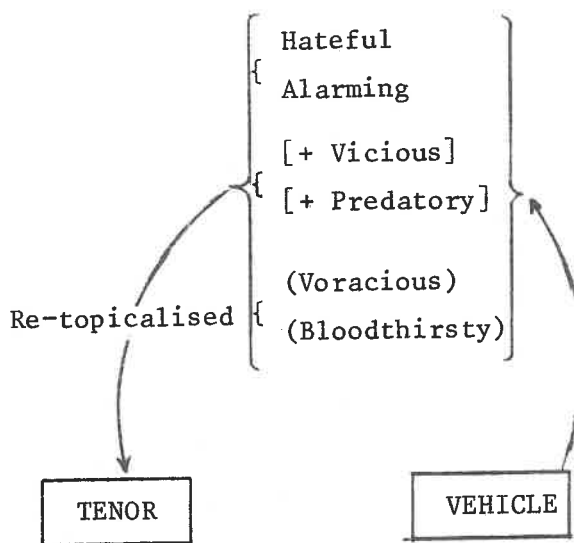 Hateful
Alarming
[+ Vicious]
[+ Predatory]
(Voracious)
Re-topicalised
(Bloodthirsty)
TENOR
VEHICLE